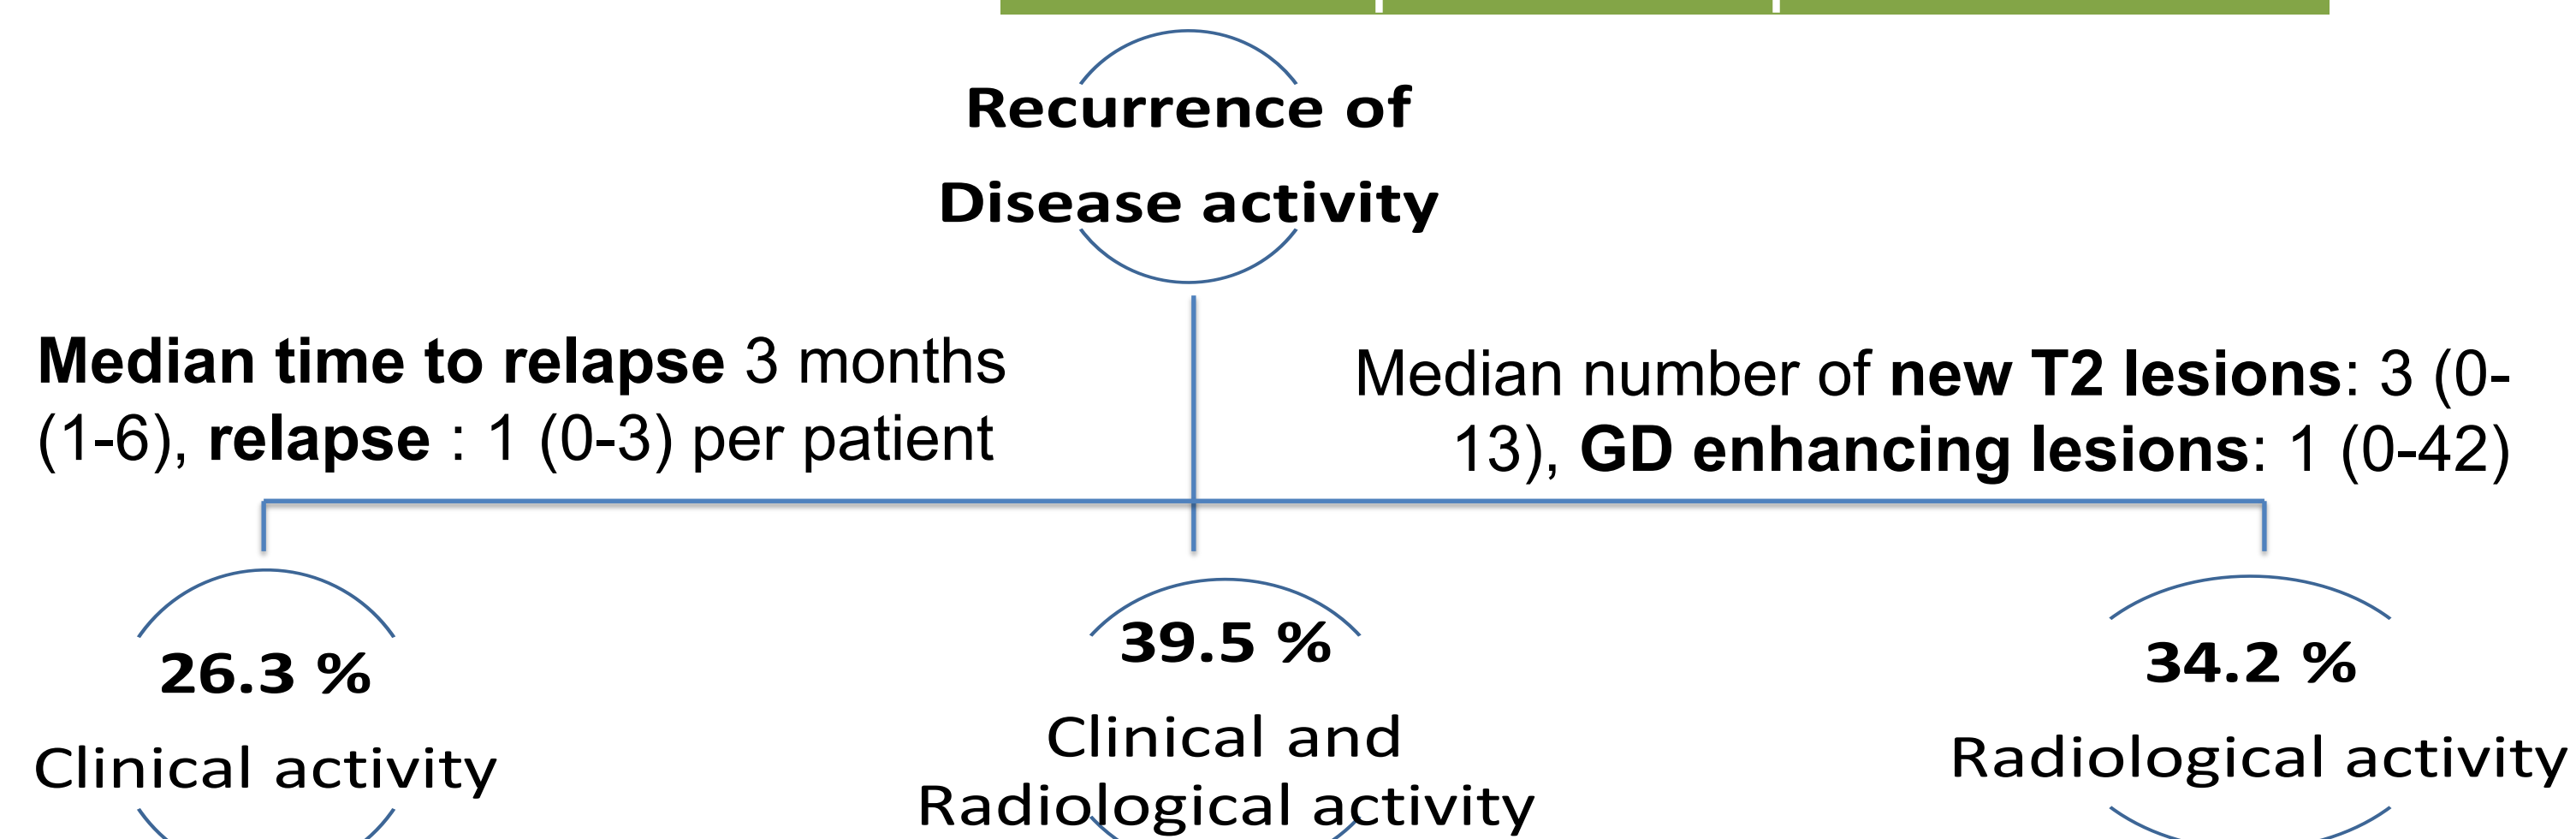 Recurrence of
Disease activity
Median time to relapse 3 months
(1-6), relapse : 1 (0-3) per patient
Median number of new T2 lesions: 3 (0-
13), GD enhancing lesions: 1 (0-42)
26.3 %
Clinical activity
39.5 %
Clinical and
Radiological activity
34.2 %
Radiological activity